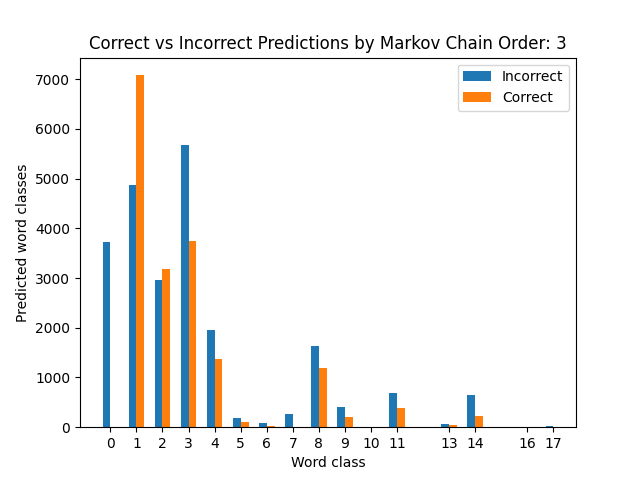 Correct vs Incorrect Predictions by Markov Chain Order: 3
Incorrect
Correct
Predicted word classes
7000
6000
5000
4000
3000
2000
1000
0
0 1 2 3 4 5 6 7 8 9 10 11 13 14 16 17
Word class